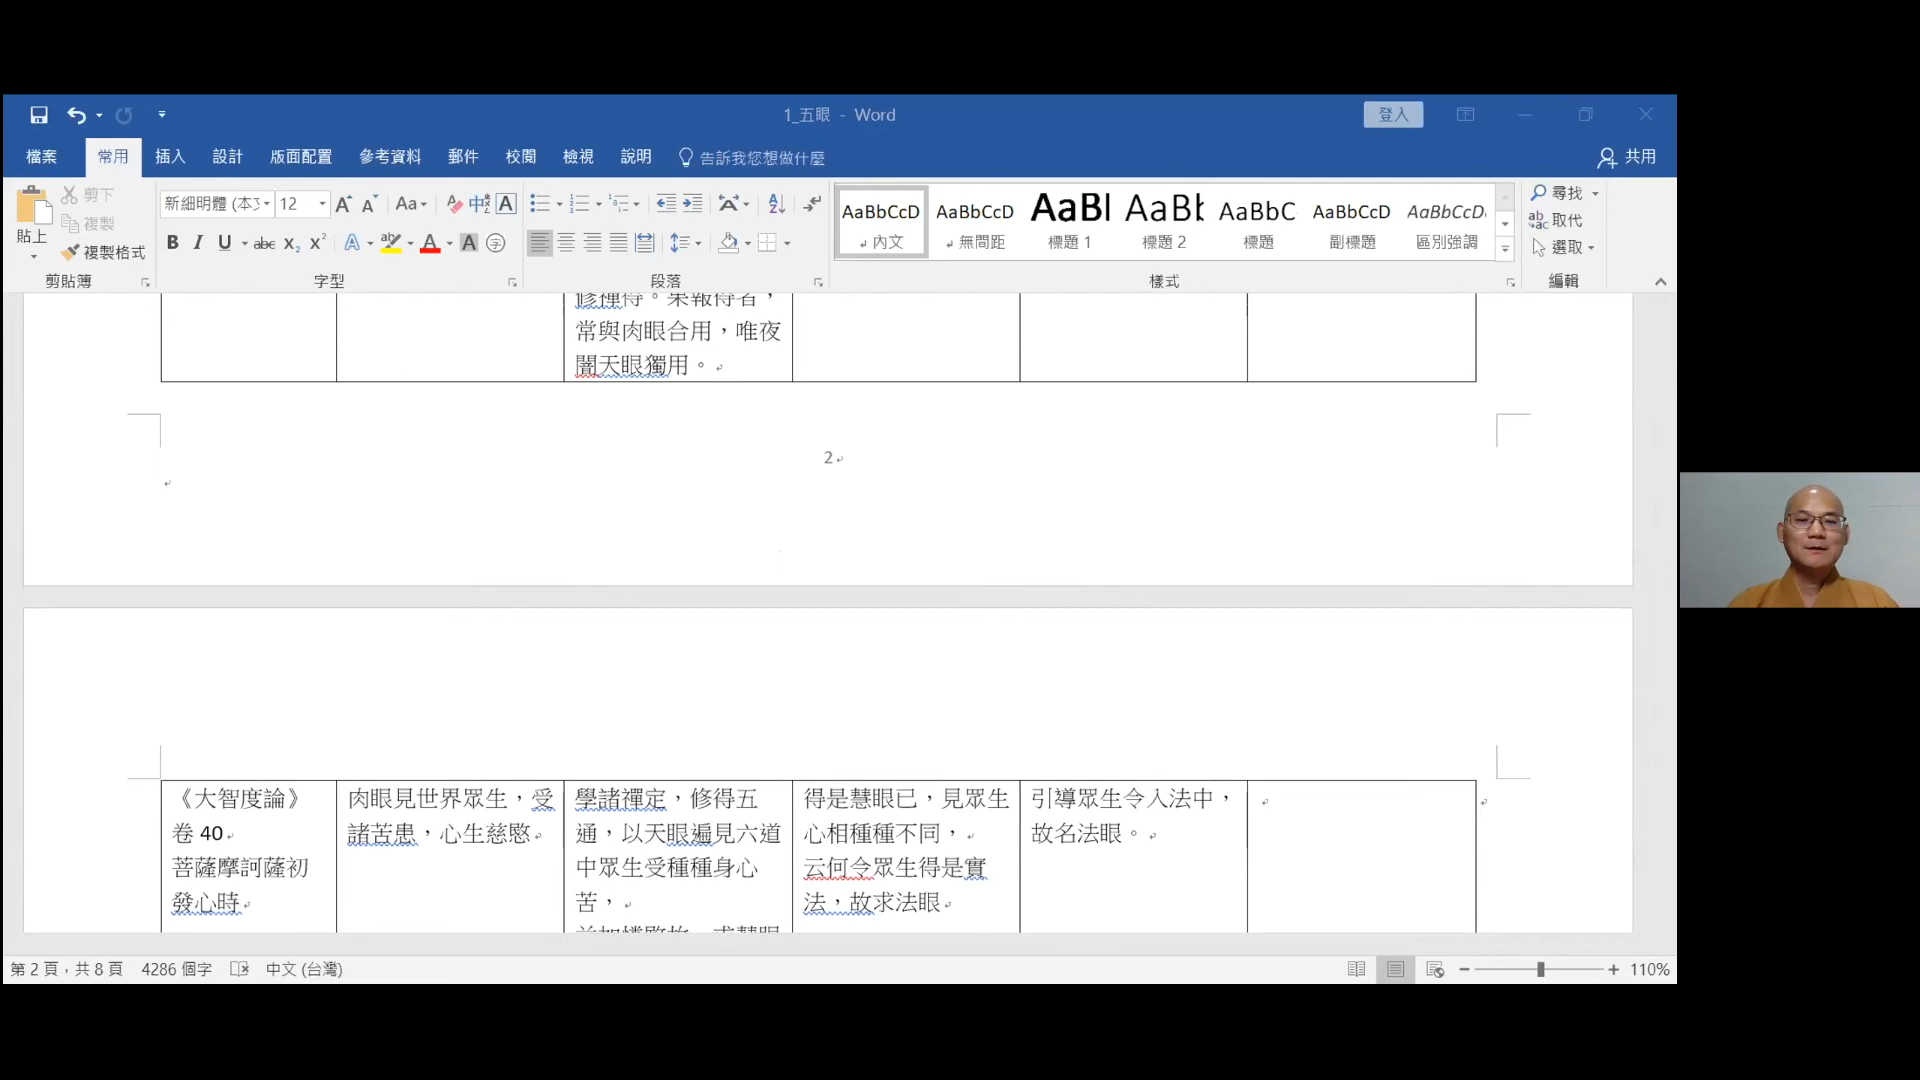 1_五眼 - Word
登入
檔案 常用 插入 設計 版面配置 參考資料 郵件 校閱 檢視 說明 告訴我您想做什麼 共用
貼上
剪下
複製
複製格式
剪貼簿
新細明體 (本文 12
字型
段落
AaBbCcD AaBbCcD AaBl AaBb AaBbC AaBbCcD AaBbCcD
內文 無間距 標題 1 標題 2 標題 副標題 區別強調
樣式
尋找
取代
選取
編輯
修禪得。果報得者，
常與肉眼合用，唯夜
闇天眼獨用。
2
《大智度論》
卷 40
菩薩摩訶薩初
發心時
肉眼見世界眾生，受
諸苦患，心生慈愍
學諸禪定，修得五
通，以天眼遍見六道
中眾生受種種身心
苦，
得是慧眼已，見眾生
心相種種不同，
云何令眾生得是實
法，故求法眼
引導眾生令入法中，
故名法眼。
第 2 頁，共 8 頁 4286 個字 中文 (台灣) 110%